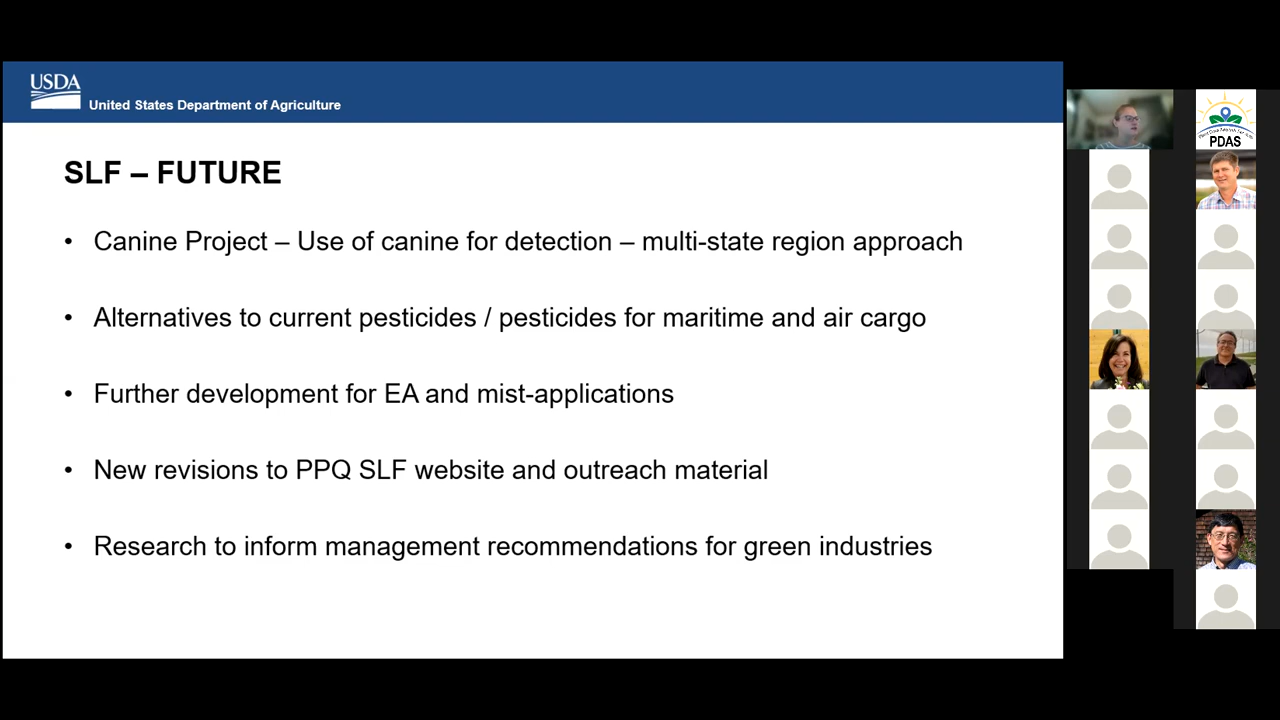 USDA
United States Department of Agriculture
SLF – FUTURE
• Canine Project – Use of canine for detection – multi-state region approach
• Alternatives to current pesticides / pesticides for maritime and air cargo
• Further development for EA and mist-applications
• New revisions to PPQ SLF website and outreach material
• Research to inform management recommendations for green industries
PDAS